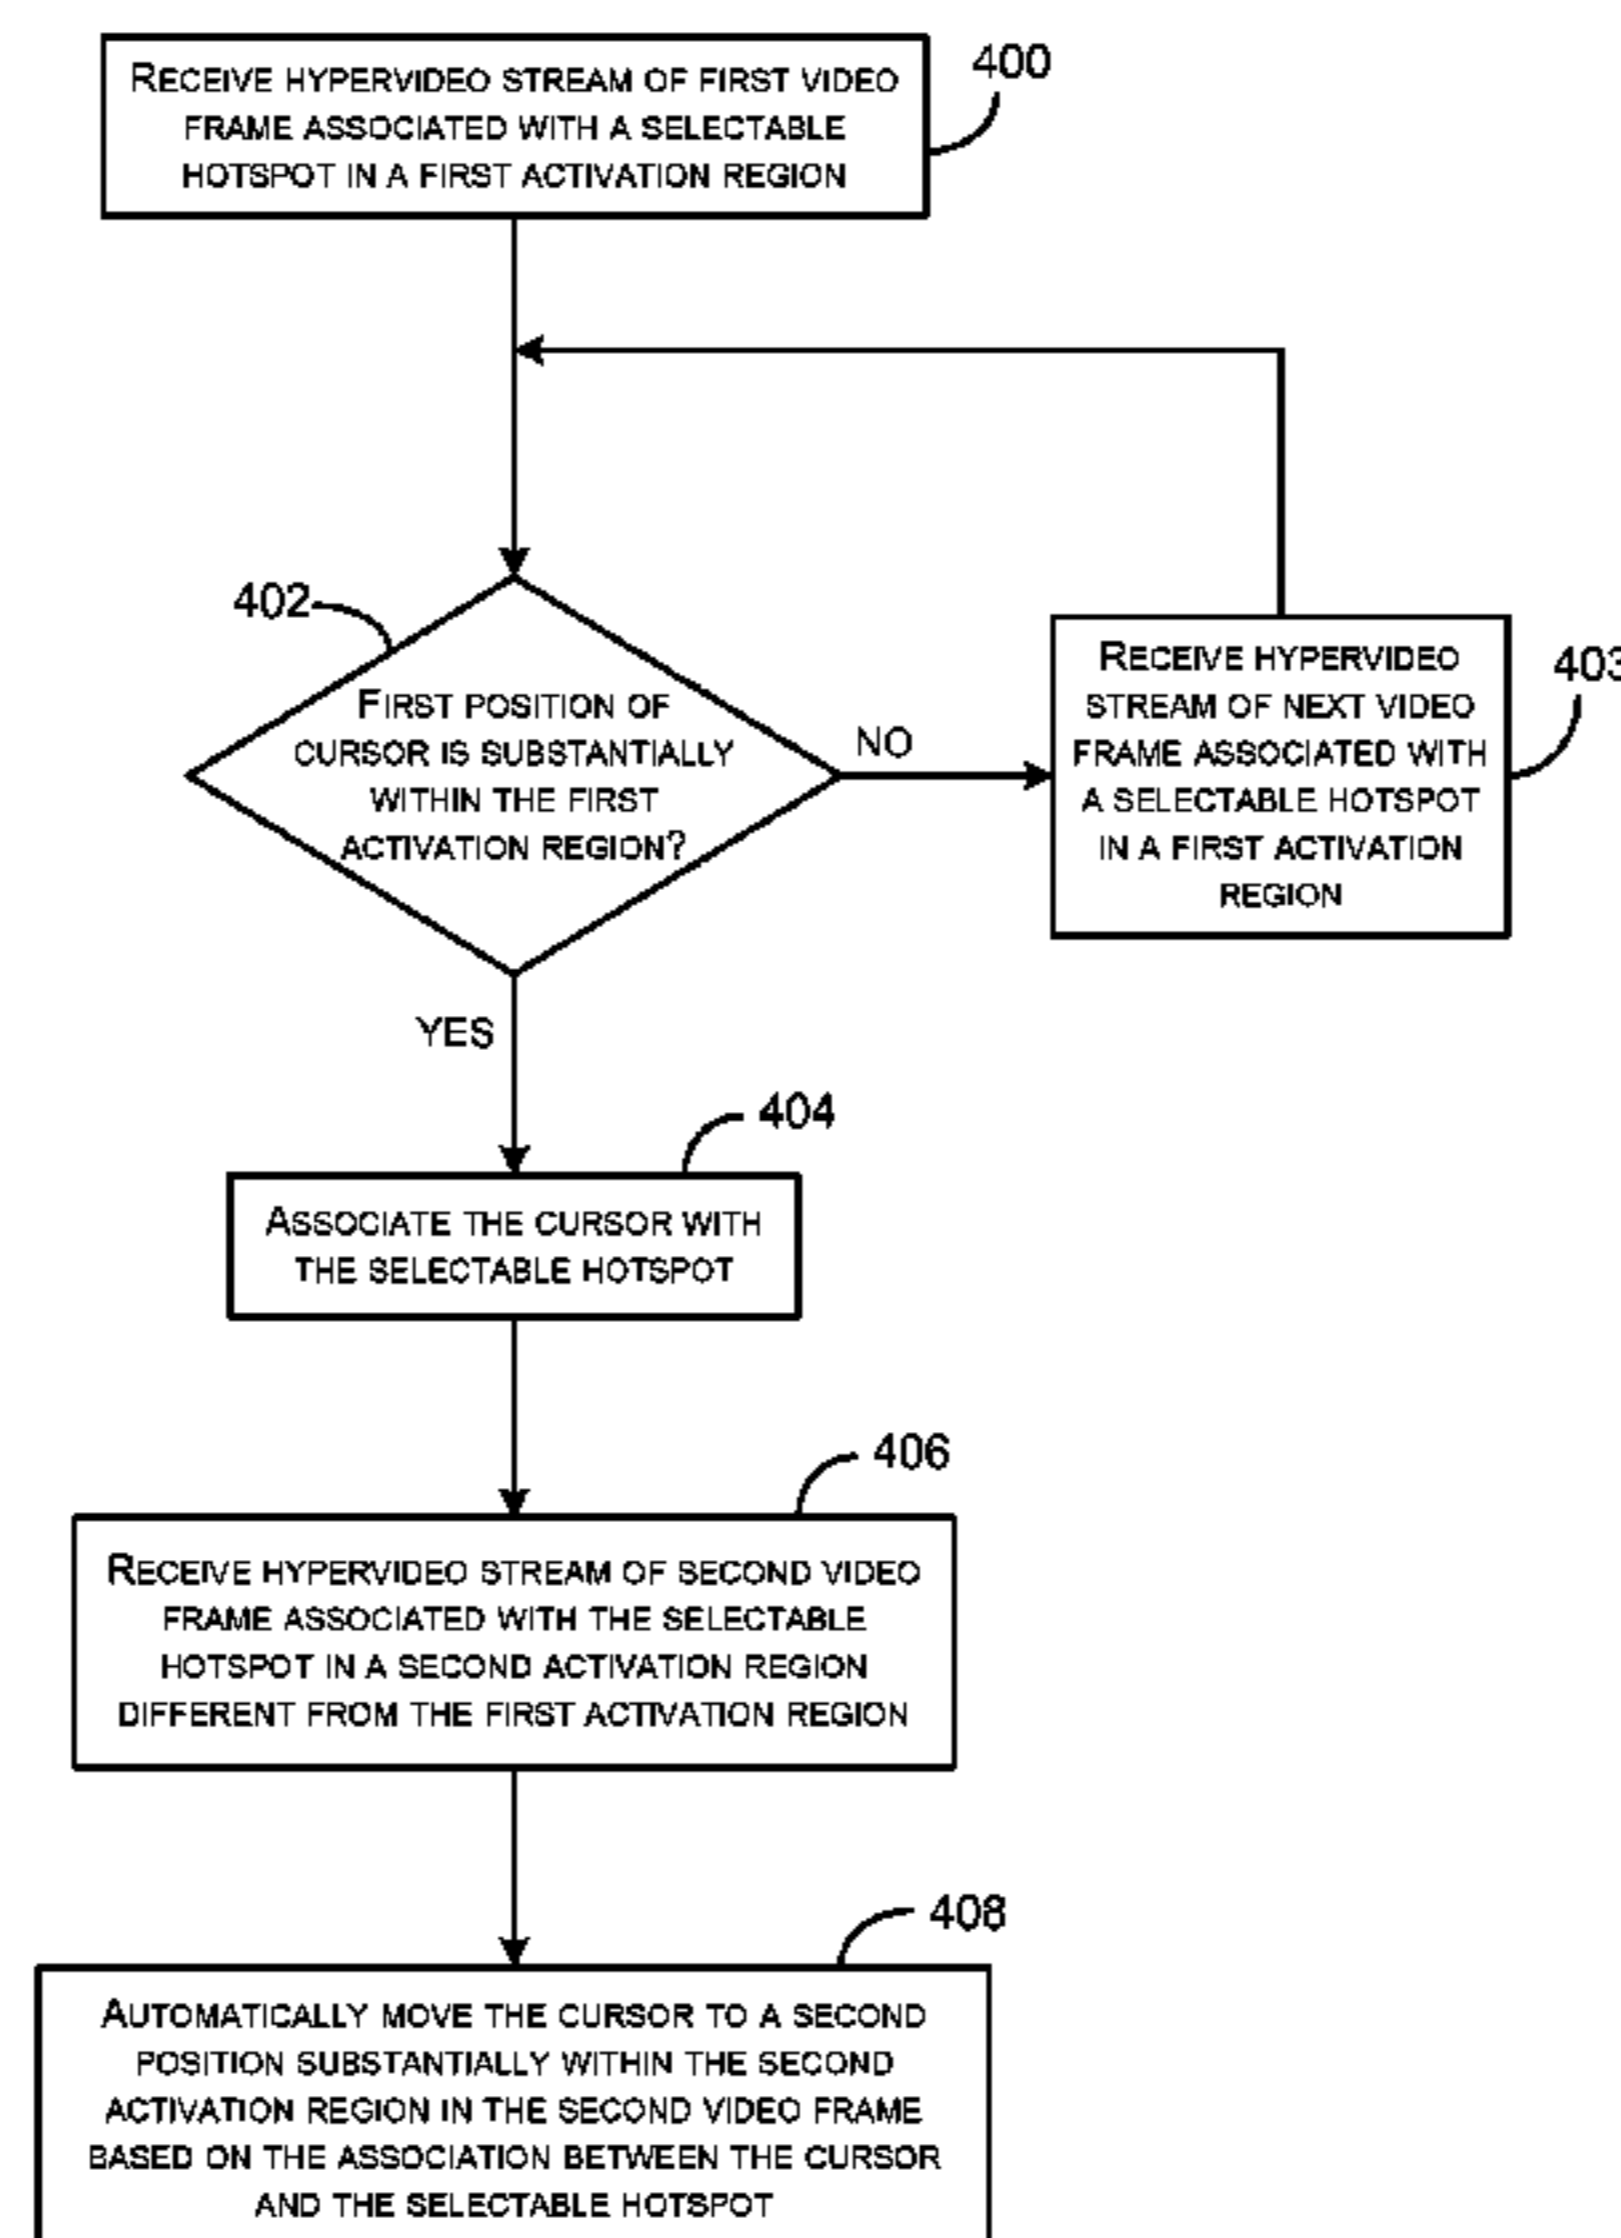 RECEIVE HYPERVIDEO STREAM OF FIRST VIDEO
FRAME ASSOCIATED WITH A SELECTABLE
HOTSPOT IN A FIRST ACTIVATION REGION
400
402
FIRST POSITION OF
CURSOR IS SUBSTANTIALLY
WITHIN THE FIRST
ACTIVATION REGION?
NO
RECEIVE HYPERVIDEO
STREAM OF NEXT VIDEO
FRAME ASSOCIATED WITH
A SELECTABLE HOTSPOT
IN A FIRST ACTIVATION
REGION
403
YES
404
ASSOCIATE THE CURSOR WITH
THE SELECTABLE HOTSPOT
406
RECEIVE HYPERVIDEO STREAM OF SECOND VIDEO
FRAME ASSOCIATED WITH THE SELECTABLE
HOTSPOT IN A SECOND ACTIVATION REGION
DIFFERENT FROM THE FIRST ACTIVATION REGION
408
AUTOMATICALLY MOVE THE CURSOR TO A SECOND
POSITION SUBSTANTIALLY WITHIN THE SECOND
ACTIVATION REGION IN THE SECOND VIDEO FRAME
BASED ON THE ASSOCIATION BETWEEN THE CURSOR
AND THE SELECTABLE HOTSPOT